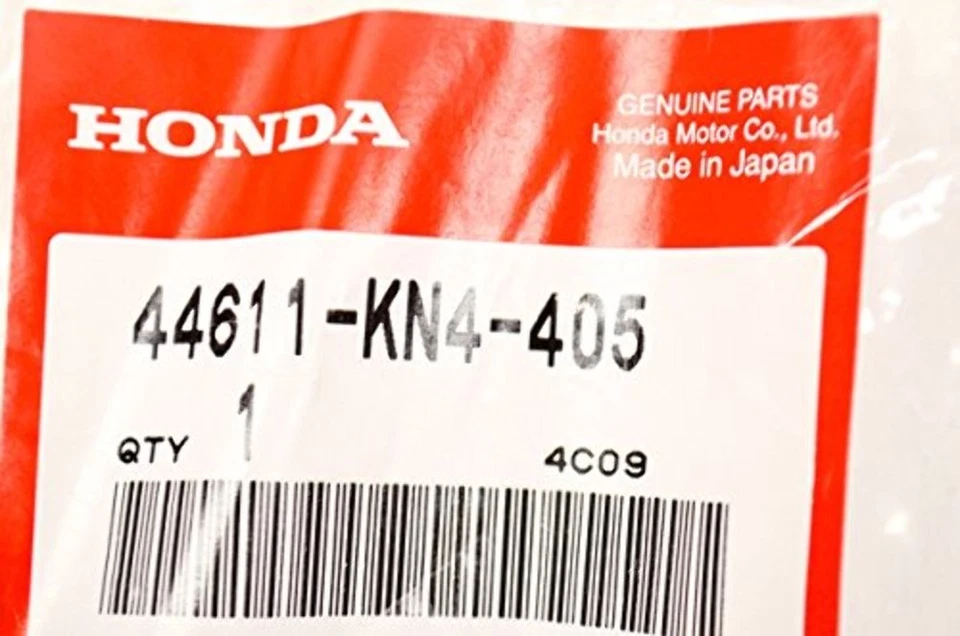 HONDA
GENUINE PARTS
Honda Motor Co., Ltd.
Made in Japan
44611-KN4-405
QTY 1 4C09